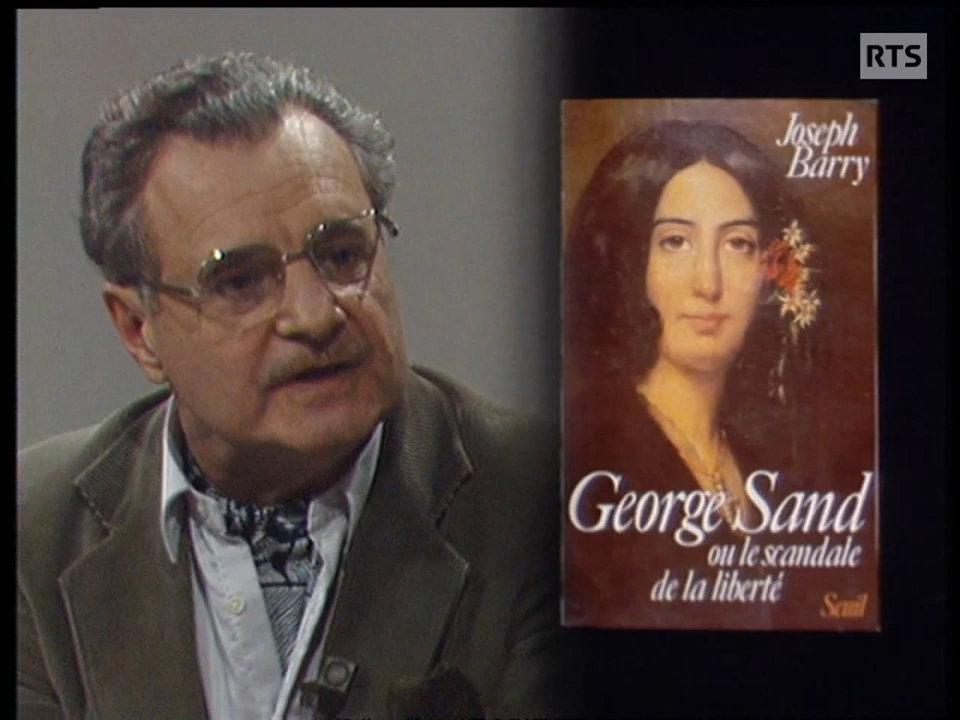 RTS
Joseph
Barry
George Sand
ou le scandale
de la liberté
Seuil